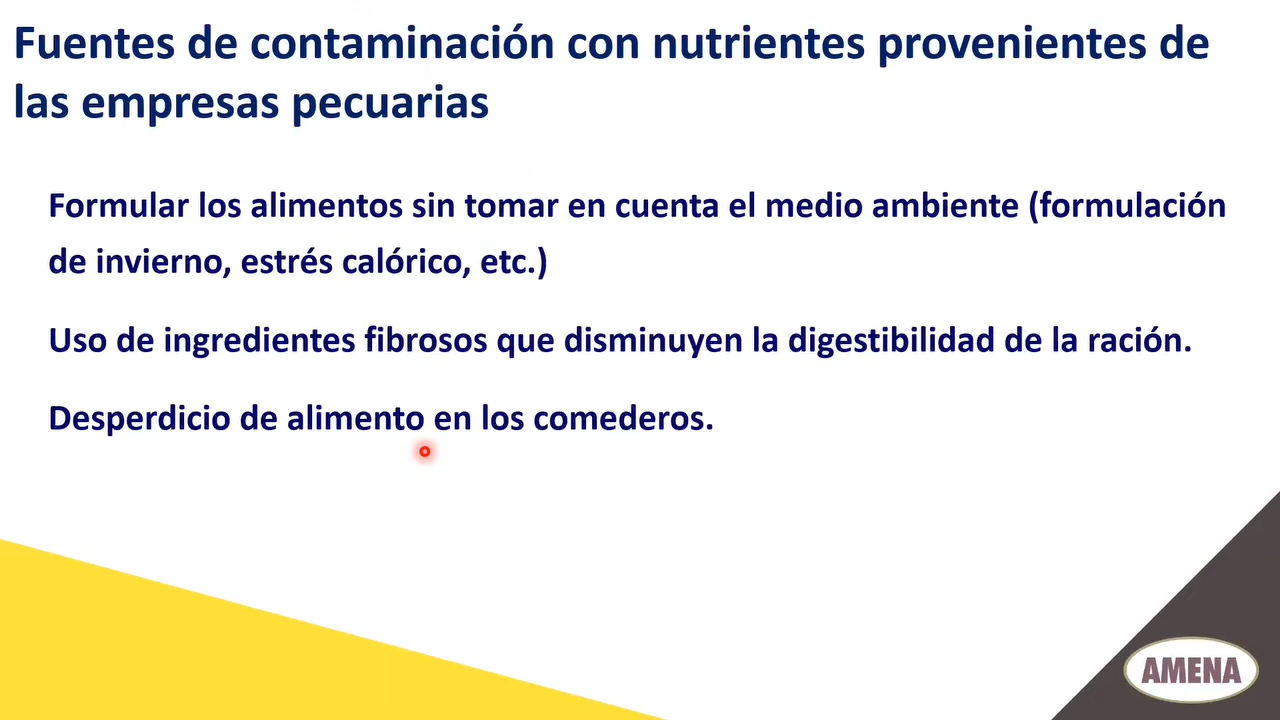 Fuentes de contaminación con nutrientes provenientes de
las empresas pecuarias
Formular los alimentos sin tomar en cuenta el medio ambiente (formulación
de invierno, estrés calórico, etc.)
Uso de ingredientes fibrosos que disminuyen la digestibilidad de la ración.
Desperdicio de alimento en los comederos.
AMENA